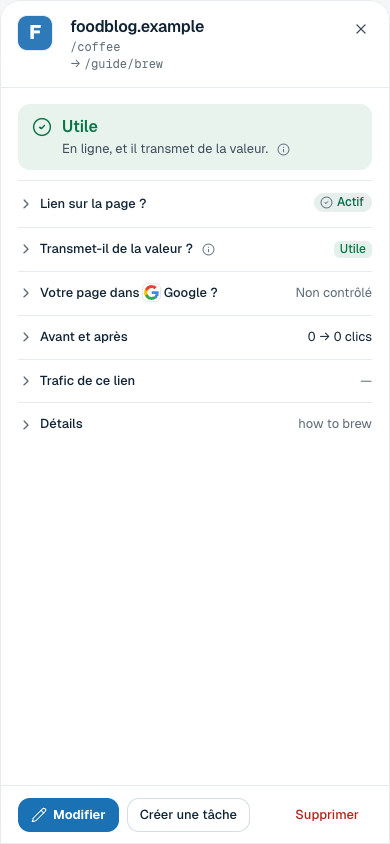 F
foodblog.example
/coffee
→ /guide/brew
Utile
En ligne, et il transmet de la valeur.
Lien sur la page ?
Actif
Transmet-il de la valeur ?
Utile
Votre page dans G Google ?
Non contrôlé
Avant et après
0 → 0 clics
Trafic de ce lien
—
Détails
how to brew
Modifier
Créer une tâche
Supprimer